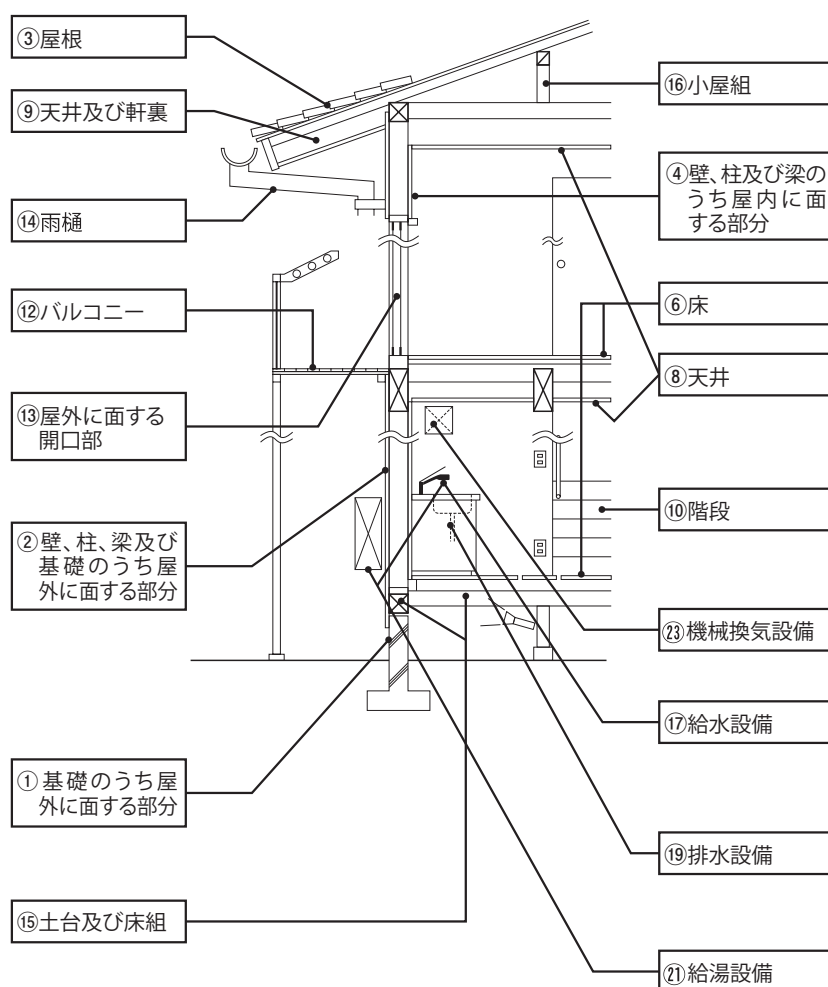 ③屋根
⑨天井及び軒裏
⑭雨樋
⑫バルコニー
⑬屋外に面する
開口部
②壁、柱、梁及び
基礎のうち屋
外に面する部分
①基礎のうち屋
外に面する部分
⑮土台及び床組
⑯小屋組
④壁、柱及び梁の
うち屋内に面
する部分
⑥床
⑧天井
⑩階段
㉓機械換気設備
⑰給水設備
⑲排水設備
㉑給湯設備